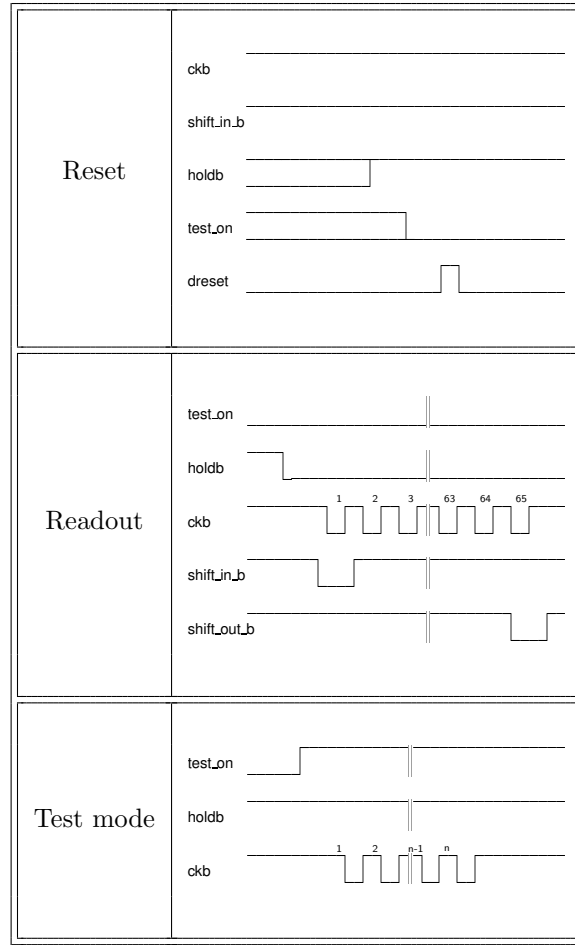 Reset
ckb
shift_in_b
holdb
test_on
dreset
Readout
test_on
holdb
1 2 3 63 64 65
ckb
shift_in_b
shift_out_b
Test mode
test_on
holdb
1 2 n-1 n
ckb